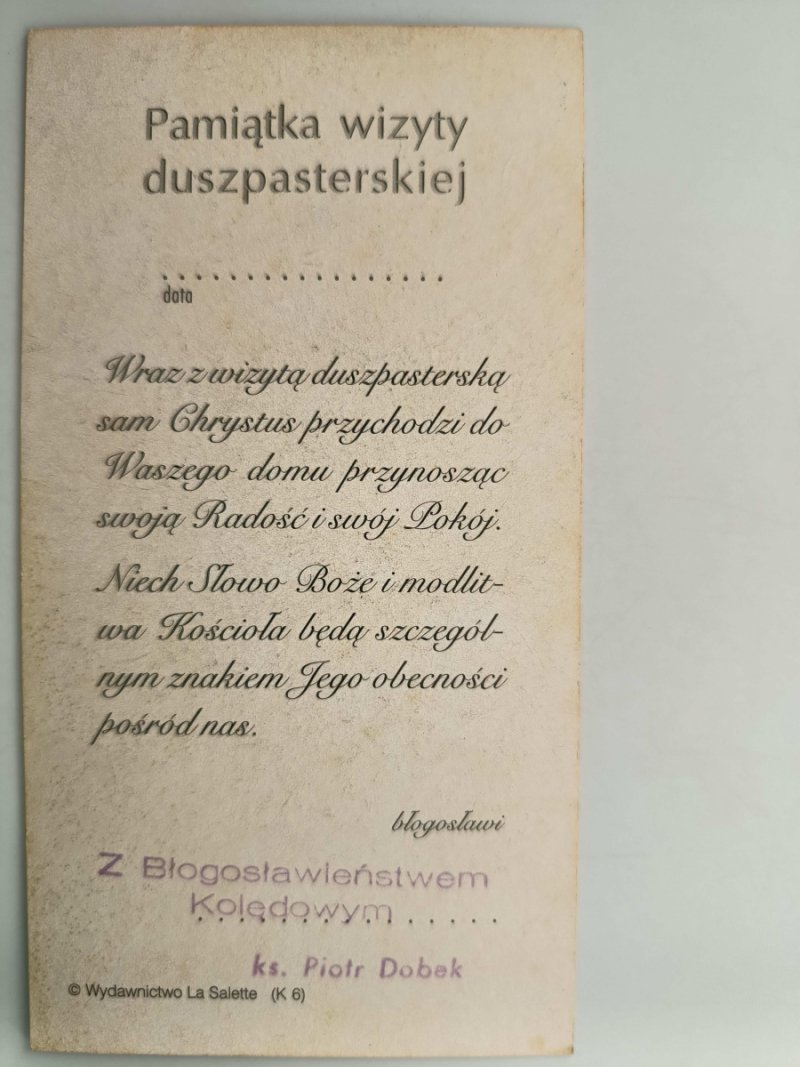 Pamiątka wizyty
duszpasterskiej
.................
data
Wraz z wizytą duszpasterską
sam Chrystus przychodzi do
Waszego domu przynosząc
swoją Radość i swój Pokój.
Niech Słowo Boże i modlit-
wa Kościoła będą szczegól-
nym znakiem Jego obecności
pośród nas.
błogosławi
Z Błogosławieństwem
Kolędowym
ks. Piotr Dobek
© Wydawnictwo La Salette (K 6)